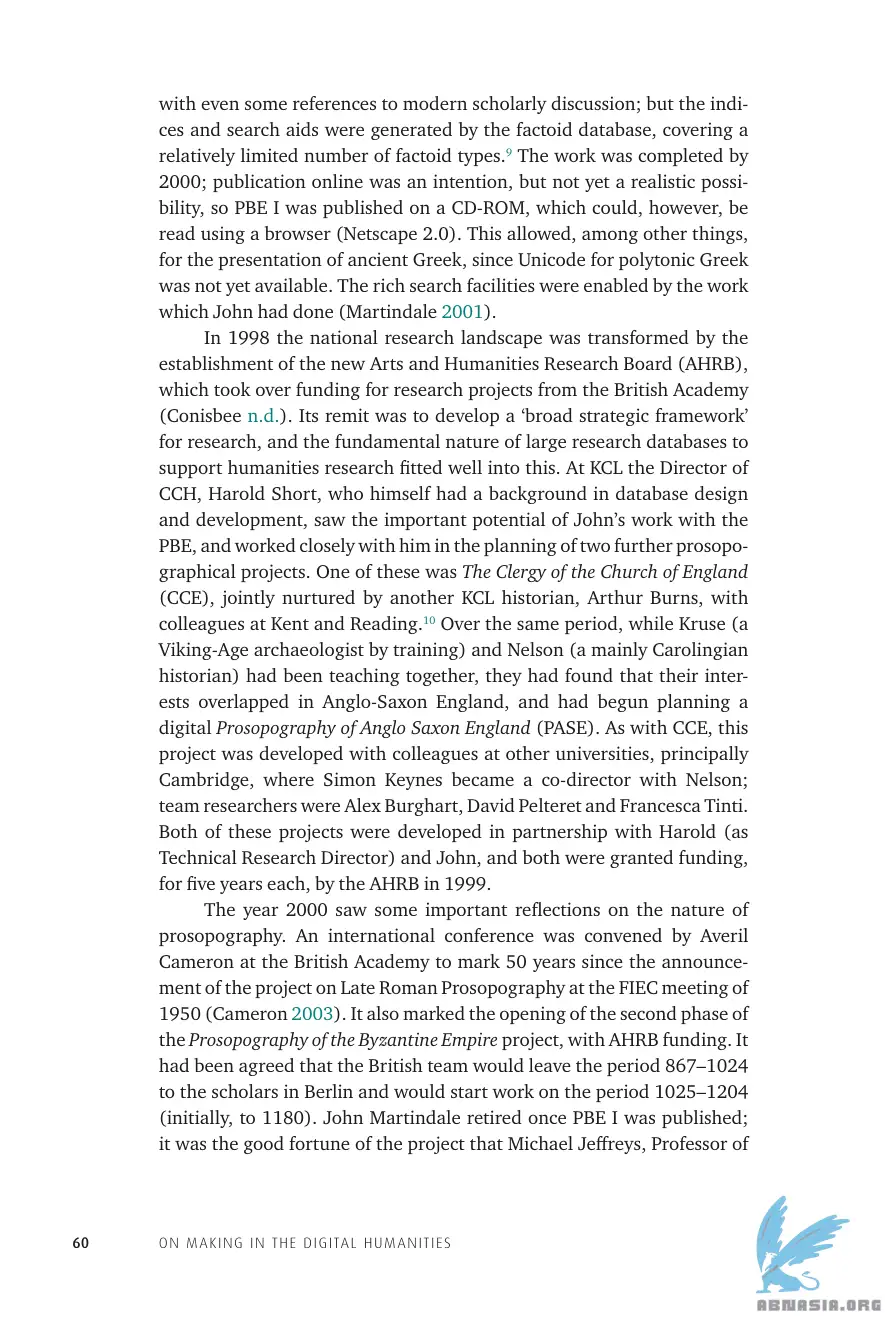 with even some references to modern scholarly discussion; but the indi-
ces and search aids were generated by the factoid database, covering a
relatively limited number of factoid types.9 The work was completed by
2000; publication online was an intention, but not yet a realistic possi-
bility, so PBE I was published on a CD-ROM, which could, however, be
read using a browser (Netscape 2.0). This allowed, among other things,
for the presentation of ancient Greek, since Unicode for polytonic Greek
was not yet available. The rich search facilities were enabled by the work
which John had done (Martindale 2001).
In 1998 the national research landscape was transformed by the
establishment of the new Arts and Humanities Research Board (AHRB),
which took over funding for research projects from the British Academy
(Conisbee n.d.). Its remit was to develop a ‘broad strategic framework’
for research, and the fundamental nature of large research databases to
support humanities research fitted well into this. At KCL the Director of
CCH, Harold Short, who himself had a background in database design
and development, saw the important potential of John’s work with the
PBE, and worked closely with him in the planning of two further prosopo-
graphical projects. One of these was The Clergy of the Church of England
(CCE), jointly nurtured by another KCL historian, Arthur Burns, with
colleagues at Kent and Reading.10 Over the same period, while Kruse (a
Viking-Age archaeologist by training) and Nelson (a mainly Carolingian
historian) had been teaching together, they had found that their inter-
ests overlapped in Anglo-Saxon England, and had begun planning a
digital Prosopography of Anglo Saxon England (PASE). As with CCE, this
project was developed with colleagues at other universities, principally
Cambridge, where Simon Keynes became a co-director with Nelson;
team researchers were Alex Burghart, David Pelteret and Francesca Tinti.
Both of these projects were developed in partnership with Harold (as
Technical Research Director) and John, and both were granted funding,
for five years each, by the AHRB in 1999.
The year 2000 saw some important reflections on the nature of
prosopography. An international conference was convened by Averil
Cameron at the British Academy to mark 50 years since the announce-
ment of the project on Late Roman Prosopography at the FIEC meeting of
1950 (Cameron 2003). It also marked the opening of the second phase of
the Prosopography of the Byzantine Empire project, with AHRB funding. It
had been agreed that the British team would leave the period 867–1024
to the scholars in Berlin and would start work on the period 1025–1204
(initially, to 1180). John Martindale retired once PBE I was published;
it was the good fortune of the project that Michael Jeffreys, Professor of
60 ON MAKING IN THE DIGITAL HUMANITIES
ABNASIA.ORG